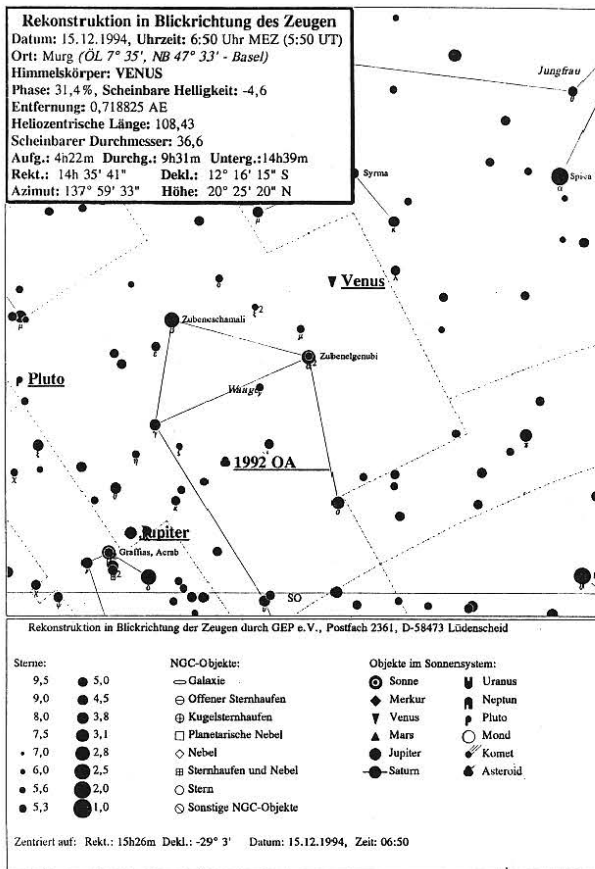 Rekonstruktion in Blickrichtung des Zeugen
Datum: 15.12.1994, Uhrzeit: 6:50 Uhr MEZ (5:50 UT)
Ort: Murg (ÖL 7° 35', NB 47° 33' - Basel)
Himmelskörper: VENUS
Phase: 31,4%, Scheinbare Helligkeit: -4,6
Entfernung: 0,718825 AE
Heliozentrische Länge: 108,43
Scheinbarer Durchmesser: 36,6
Aufg.: 4h22m Durchg.: 9h31m Unterg.:14h39m
Rekt.: 14h 35' 41" Dekl.: 12° 16' 15" S
Azimut: 137° 59' 33" Höhe: 20° 25' 20" N
Jungfrau
θ
Syrma
Spica
α
μ
κ
λ
Venus
Zubeneschamali
β
ξ2
μ
Zubenelgenubi
α2
ε
Pluto
Waage
γ
1992 OA
Jupiter
Graffias, Acrab
SO
Rekonstruktion in Blickrichtung der Zeugen durch GEP e.V., Postfach 2361, D-58473 Lüdenscheid
Sterne: NGC-Objekte: Objekte im Sonnensystem:
9,5 5,0 Galaxie Sonne Uranus
9,0 4,5 Offener Sternhaufen Merkur Neptun
8,0 3,8 Kugelsternhaufen Venus Pluto
7,5 3,1 Planetarische Nebel Mars Mond
7,0 2,8 Nebel Jupiter Komet
6,0 2,5 Sternhaufen und Nebel Saturn Asteroid
5,6 2,0 Stern
5,3 1,0 Sonstige NGC-Objekte
Zentriert auf: Rekt.: 15h26m Dekl.: -29° 3' Datum: 15.12.1994, Zeit: 06:50